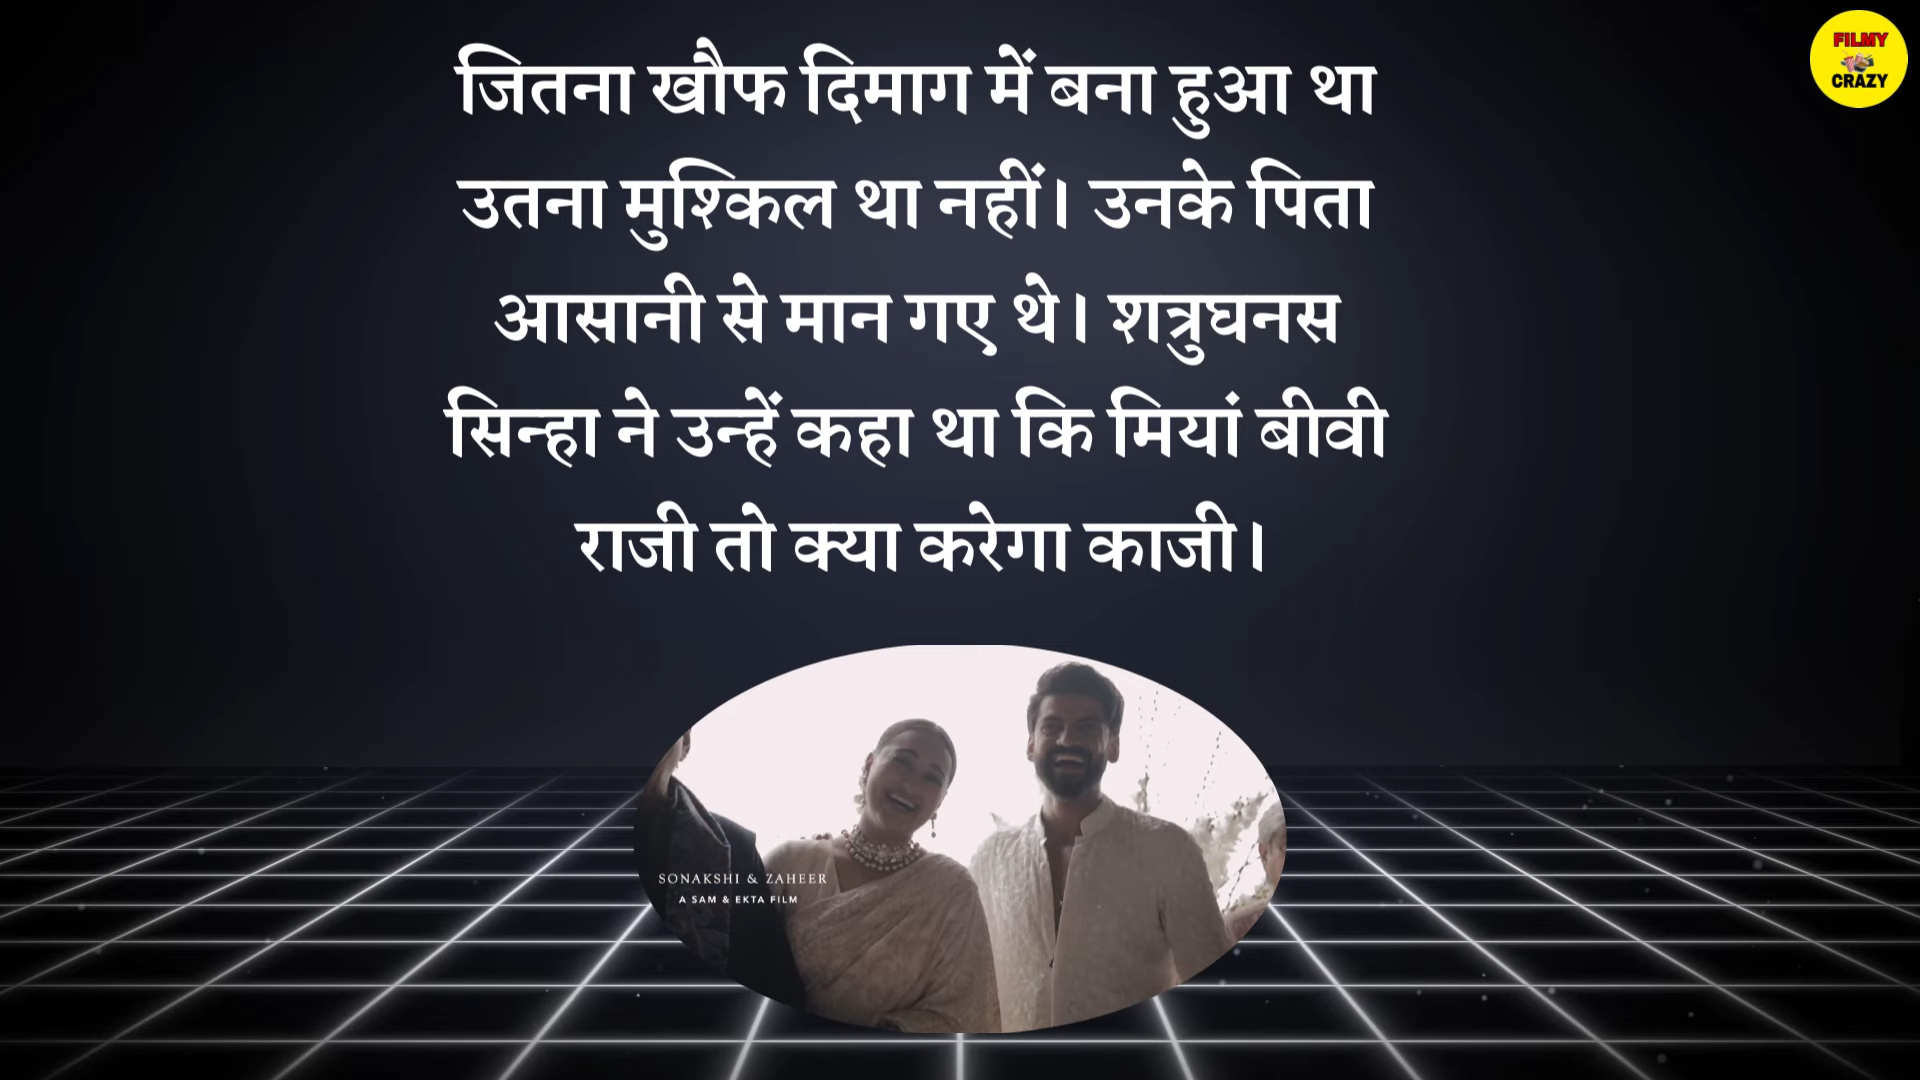 FILMY
CRAZY
जितना खौफ दिमाग में बना हुआ था
उतना मुश्किल था नहीं। उनके पिता
आसानी से मान गए थे। शत्रुघनस
सिन्हा ने उन्हें कहा था कि मियां बीवी
राजी तो क्या करेगा काजी।
SONAKSHI & ZAHEER
A SAM & EKTA FILM